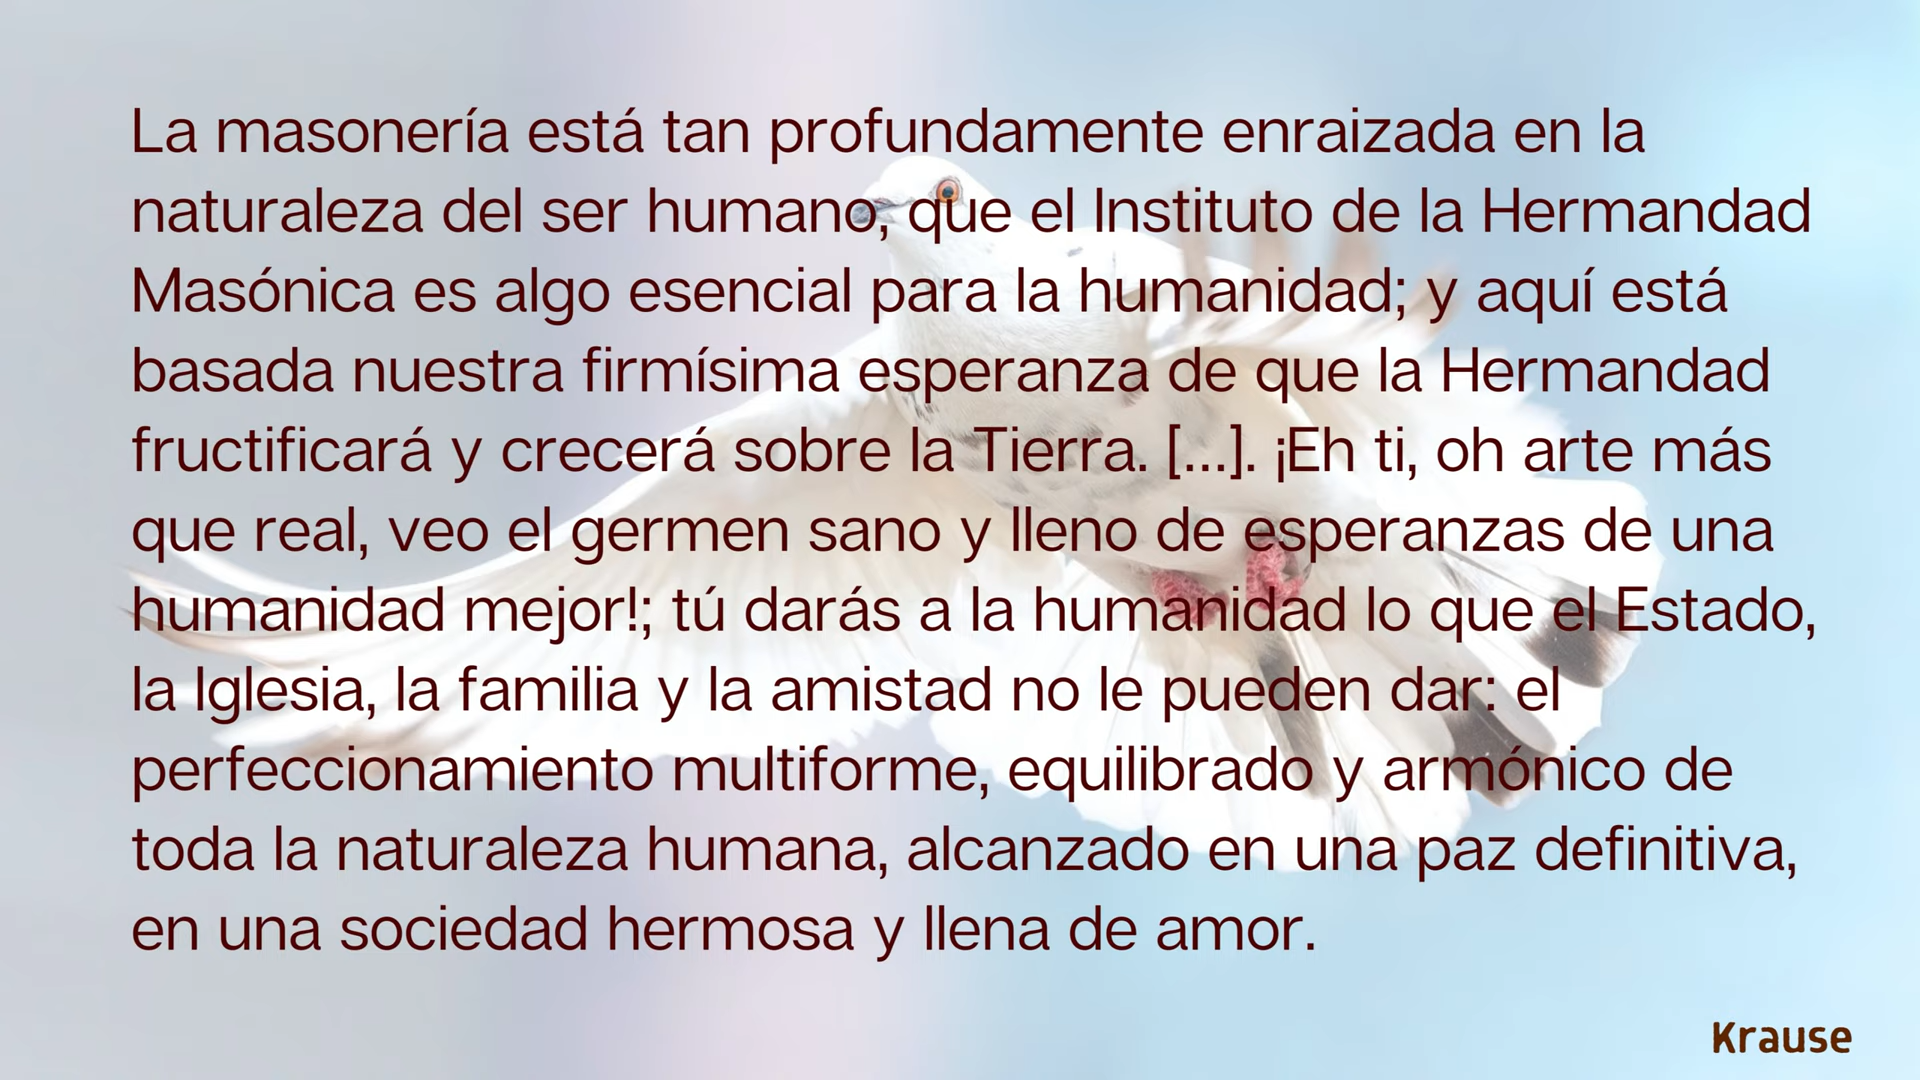 La masonería está tan profundamente enraizada en la
naturaleza del ser humano, que el Instituto de la Hermandad
Masónica es algo esencial para la humanidad; y aquí está
basada nuestra firmísima esperanza de que la Hermandad
fructificará y crecerá sobre la Tierra. [...]. ¡Eh ti, oh arte más
que real, veo el germen sano y lleno de esperanzas de una
humanidad mejor!; tú darás a la humanidad lo que el Estado,
la Iglesia, la familia y la amistad no le pueden dar: el
perfeccionamiento multiforme, equilibrado y armónico de
toda la naturaleza humana, alcanzado en una paz definitiva,
en una sociedad hermosa y llena de amor.
Krause